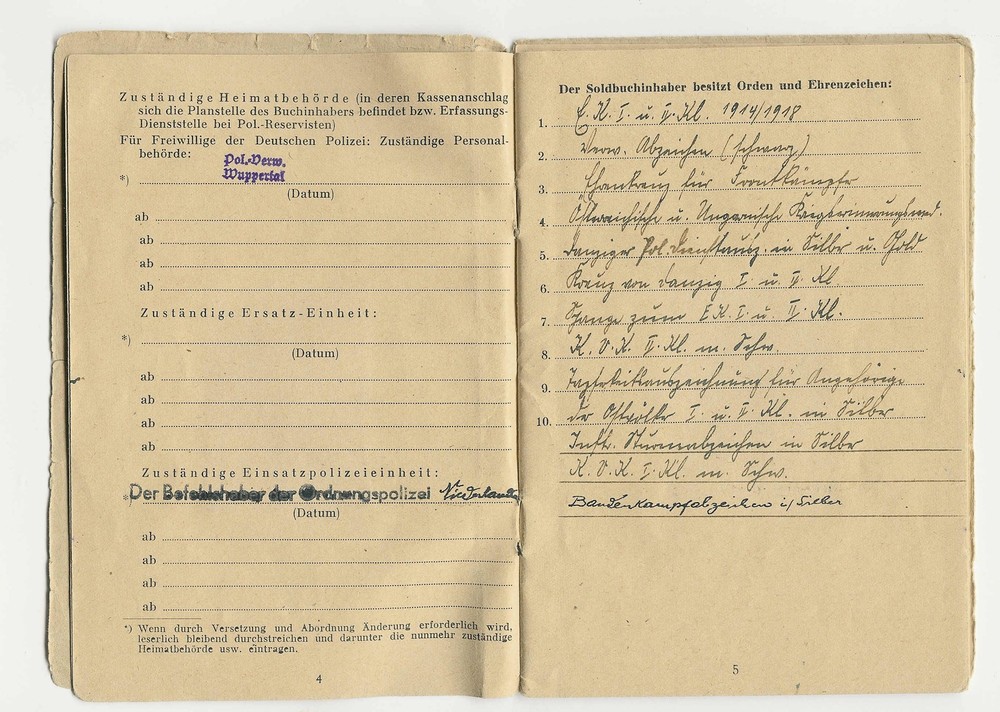 Zuständige Heimatbehörde (in deren Kassenanschlag
sich die Planstelle des Buchinhabers befindet bzw. Erfassungs-
Dienststelle bei Pol.-Reservisten)
Für Freiwillige der Deutschen Polizei: Zuständige Personal-
behörde:
Pol.-Verw.
Wuppertal
*)
(Datum)
ab
ab
ab
ab
Zuständige Ersatz-Einheit:
*)
(Datum)
ab
ab
ab
ab
Zuständige Einsatzpolizeieinheit:
*) Der Befehlshaber der Ordnungspolizei Niederlande
(Datum)
ab
ab
ab
ab
*) Wenn durch Versetzung und Abordnung Änderung erforderlich wird,
leserlich bleibend durchstreichen und darunter die nunmehr zuständige
Heimatbehörde usw. eintragen.
4
Der Soldbuchinhaber besitzt Orden und Ehrenzeichen:
1. E.K. I. u. II. Kl. 1914/1918
2. Verw. Abzeichen (schwarz)
3. Ehrenkreuz für Frontkämpfer
4. Östereichische u. Ungarische Kriegserinnerungsmed.
5. Danziger Pol. Dienstausz. in Silber u. Gold
6. Kreuz von Danzig I. u. II. Kl
7. Spange zum E.K. I. u. II. Kl.
8. K.V.K. II. Kl. m. Schw.
9. Tapferkeitsauszeichnung für Angehörige
der Ostvölker I. u. II. Kl. in Silber
10. Inft. Sturmabzeichen in Silber
K.V.K. I. Kl. m. Schw.
Bandenkampfabzeichen i/ Silber
5